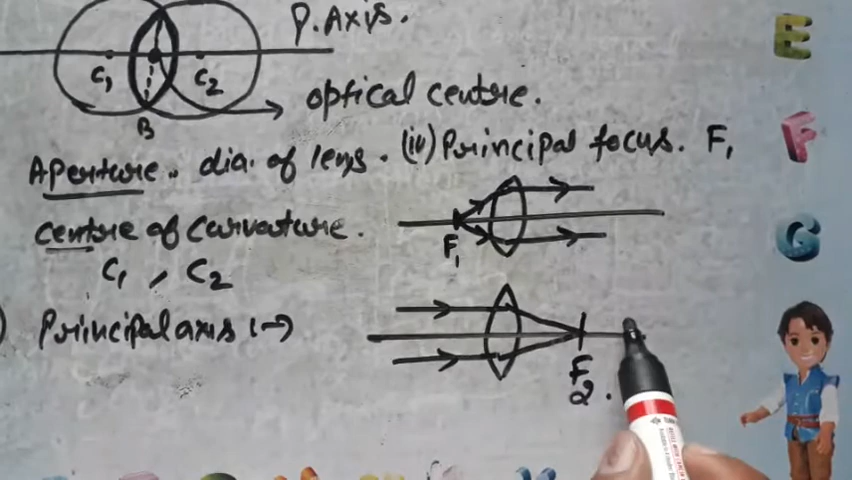 P. Axis.
C1 C2
optical centre.
B
Aperture. dia. of lens. (iv) Principal focus. F1
centre of carvature.
F1
C1, C2
) Principal axis :→
F2.
E
F
G